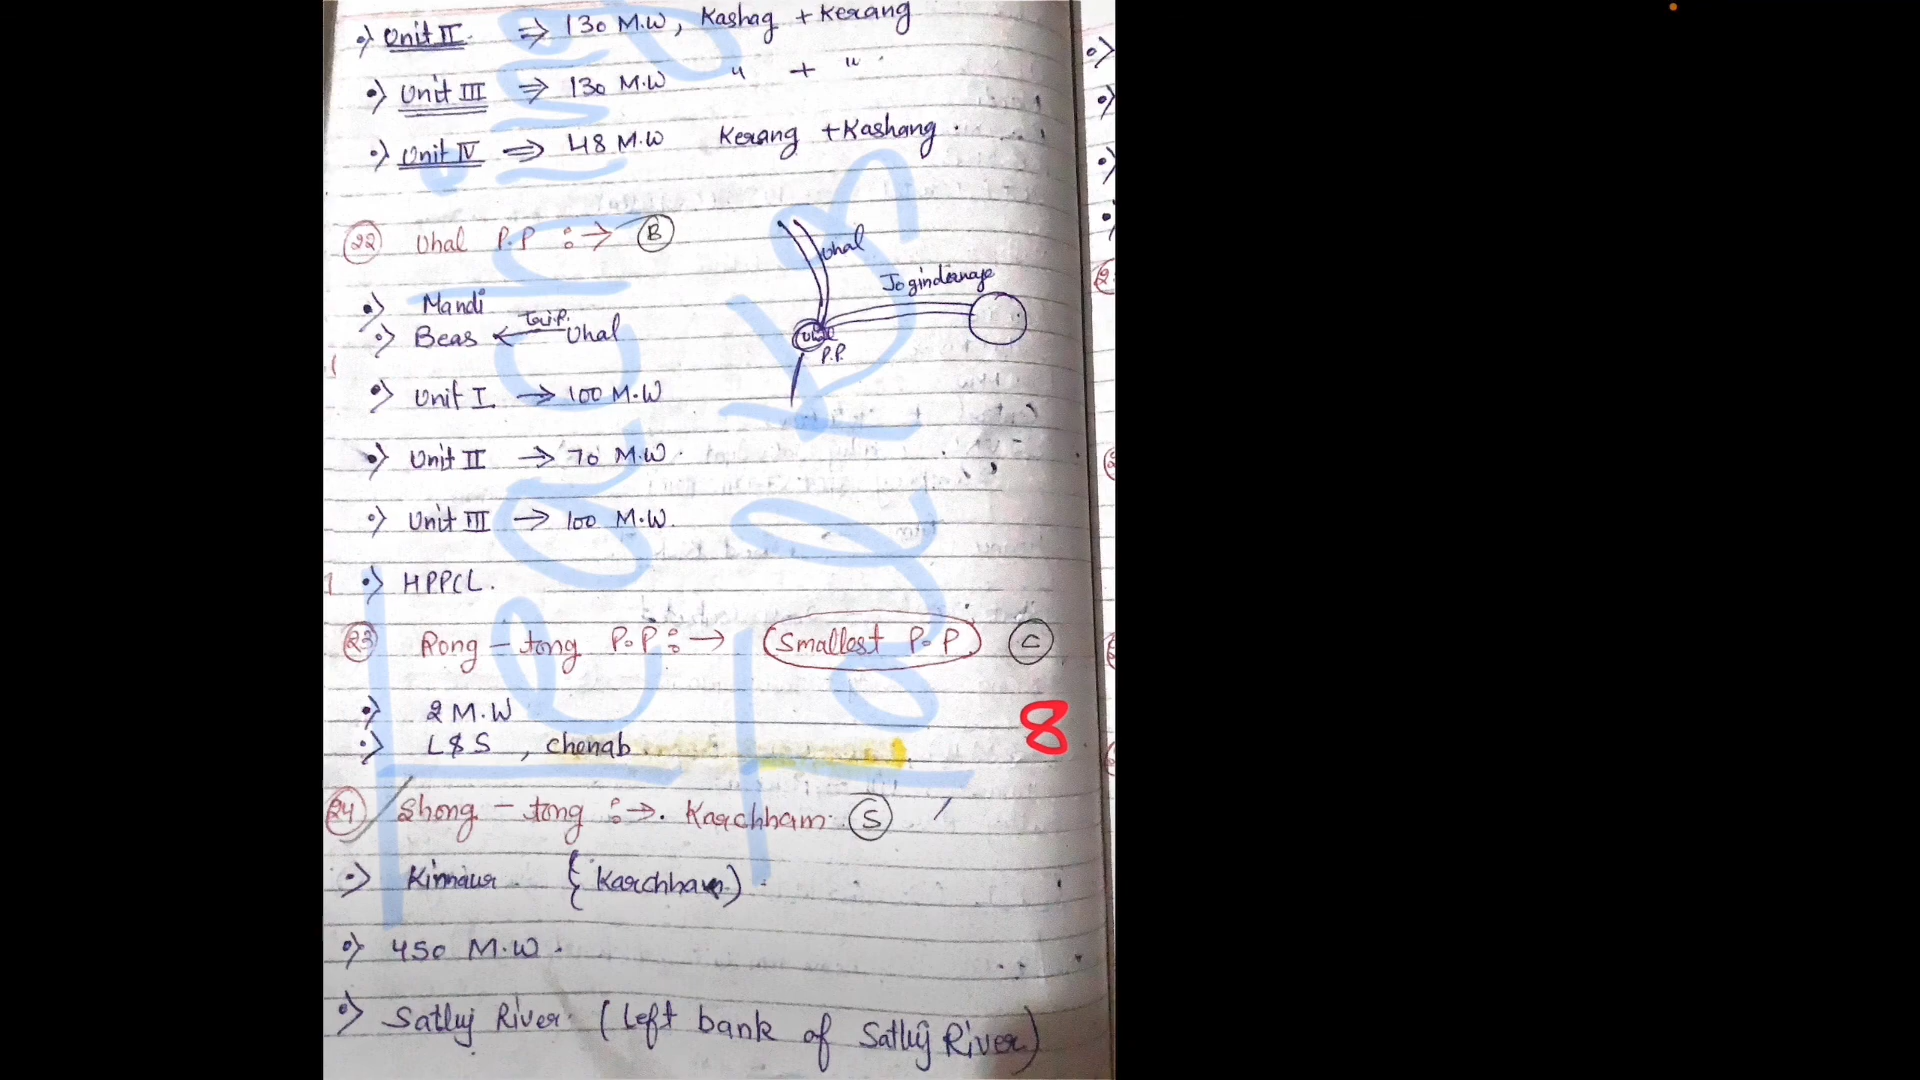 •) Unit II ⇒ 130 M.W, Kashag + Kerang
•) Unit III ⇒ 130 M.W " + "
•) Unit IV ⇒ 48 M.W Kerang + Kashang.
22 Uhal P.P :→ B
Uhal
Jogindernagar
Uhal
P.P.
•) Mandi
•) Beas ← Uhal
•) Unit I → 100 M.W
•) Unit II → 70 M.W.
•) Unit III → 100 M.W.
•) HPPCL.
23 Rong - tong P.P :→ Smallest P.P C
•) 2 M.W
•) L&S, chenab.
8
24 Shong - tong :→. Karchham. S
•) Kinnaur. { Karchham)
•) 450 M.W.
•) Satluj River. (Left bank of Satluj River)